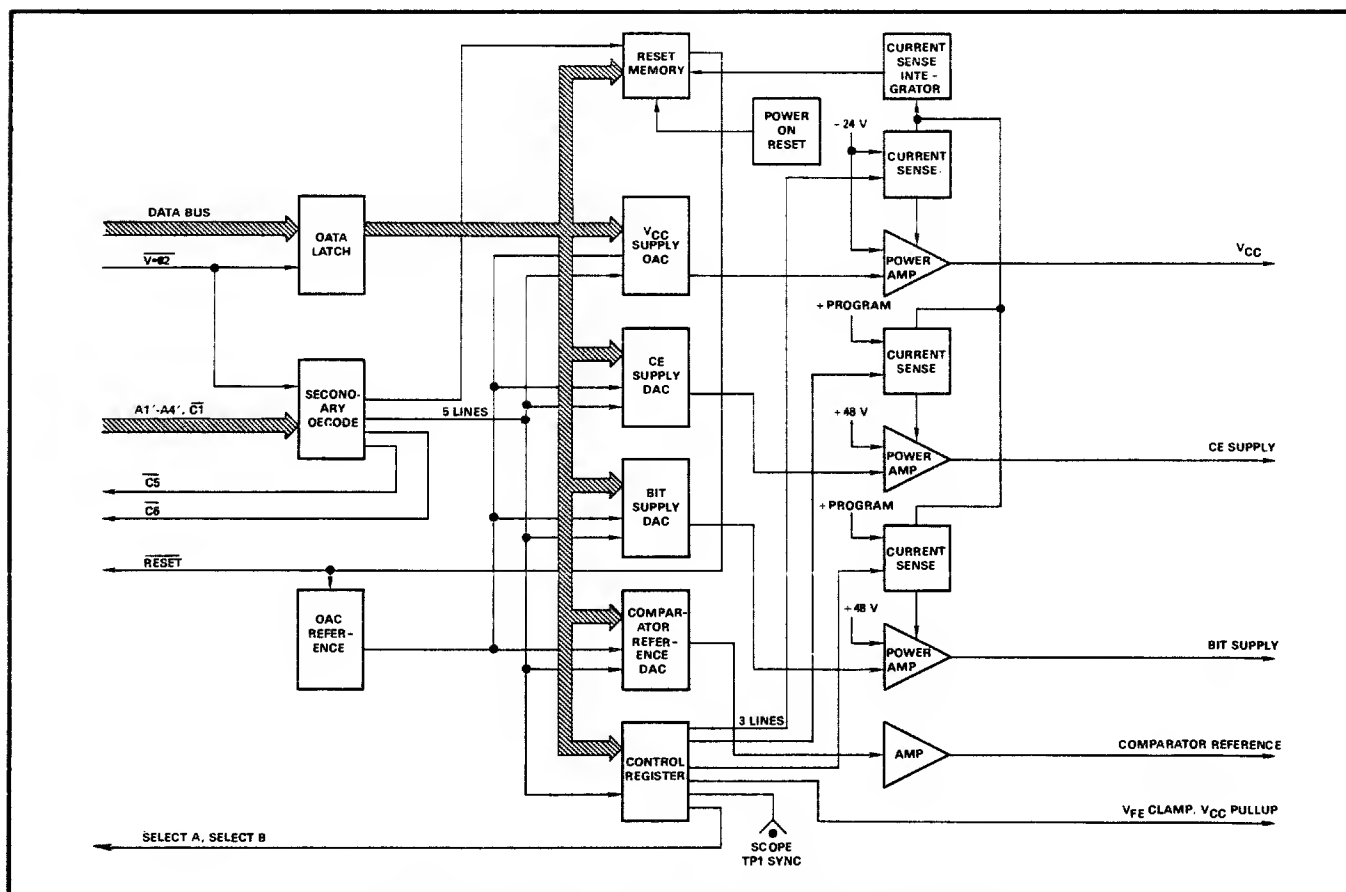 RESET
MEMORY
CURRENT
SENSE
INTE-
GRATOR
POWER
ON
RESET
- 24 V
CURRENT
SENSE
DATA BUS
OATA
LATCH
VCC
SUPPLY
OAC
POWER
AMP
VCC
+ PROGRAM
CURRENT
SENSE
CE
SUPPLY
DAC
SECOND-
ARY
OECODE
A1'-A4', C1
5 LINES
+48 V
POWER
AMP
CE SUPPLY
C5
C6
BIT
SUPPLY
DAC
+PROGRAM
CURRENT
SENSE
RESET
OAC
REFER-
ENCE
COMPAR-
ATOR
REFER-
ENCE
DAC
+48 V
POWER
AMP
BIT SUPPLY
3 LINES
CONTROL
REGISTER
AMP
COMPARATOR REFERENCE
VFE CLAMP. VCC PULLUP
SELECT A, SELECT B
SCOPE
TP1 SYNC